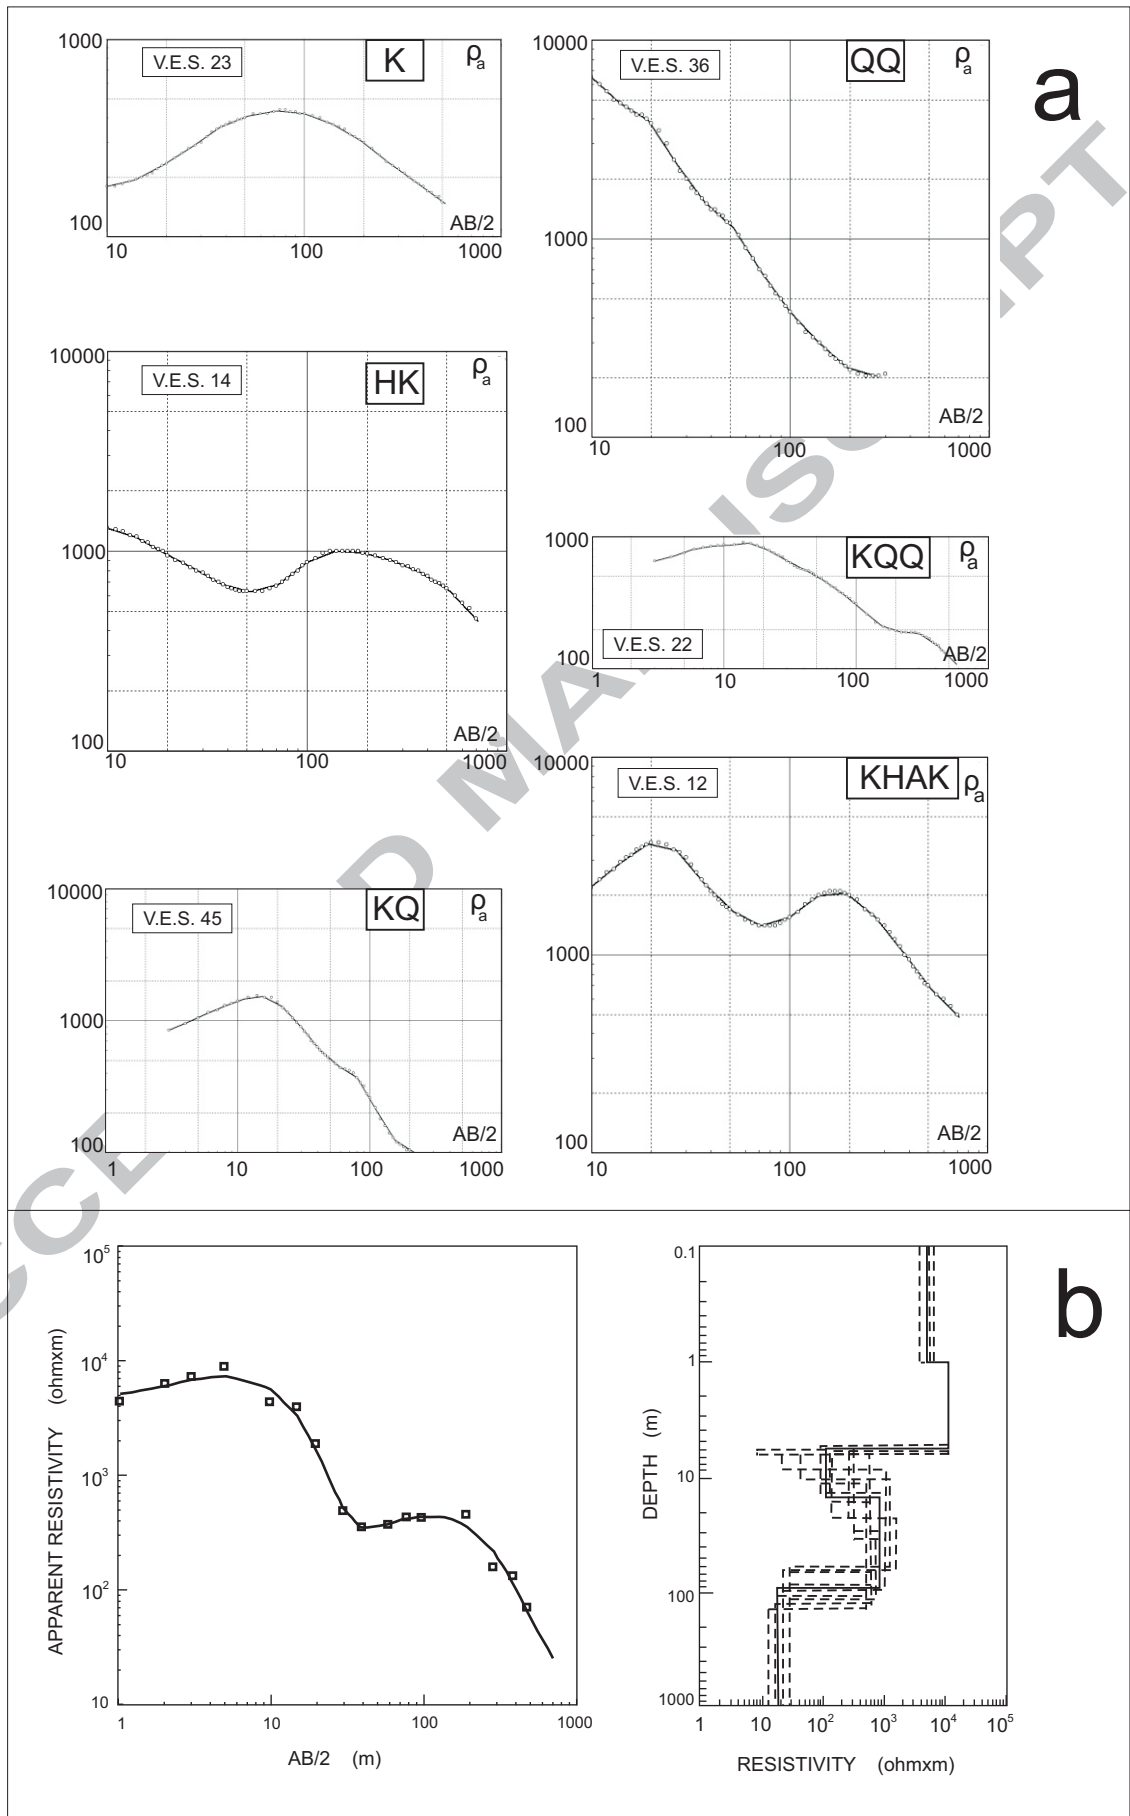 a
V.E.S. 23
K
ρa
1000
100
AB/2
10 100 1000
V.E.S. 36
QQ
ρa
10000
1000
100
AB/2
10 100 1000
V.E.S. 14
HK
ρa
10000
1000
100
AB/2
10 100 1000
KQQ
ρa
V.E.S. 22
1000
100
AB/2
1 10 100 1000
V.E.S. 45
KQ
ρa
10000
1000
100
AB/2
1 10 100 1000
V.E.S. 12
KHAK
ρa
10000
1000
100
AB/2
10 100 1000
b
APPARENT RESISTIVITY (ohmxm)
10⁵
10⁴
10³
10²
10
1 10 100 1000
AB/2 (m)
DEPTH (m)
0.1
1
10
100
1000
1 10 10² 10³ 10⁴ 10⁵
RESISTIVITY (ohmxm)